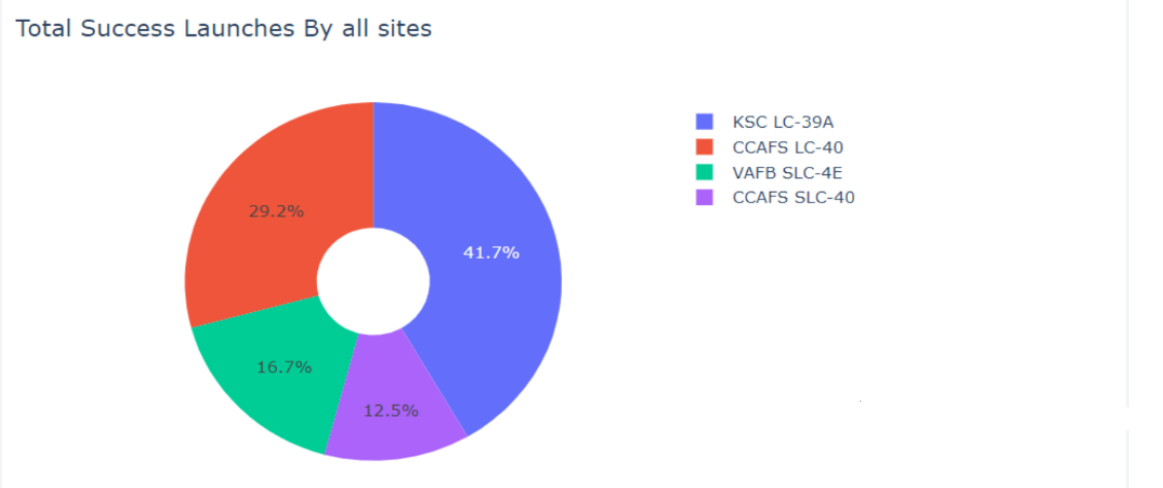 Total Success Launches By all sites
KSC LC-39A
CCAFS LC-40
VAFB SLC-4E
CCAFS SLC-40
29.2%
41.7%
16.7%
12.5%